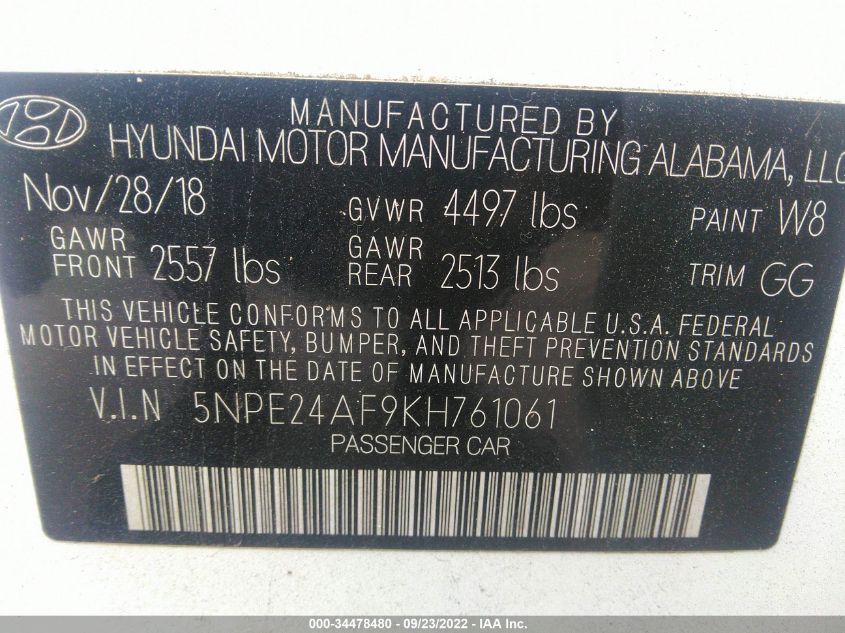 MANUFACTURED BY
HYUNDAI MOTOR MANUFACTURING ALABAMA, LLC
Nov/28/18 GVWR 4497 lbs PAINT W8
GAWR FRONT 2557 lbs GAWR REAR 2513 lbs TRIM GG
THIS VEHICLE CONFORMS TO ALL APPLICABLE U.S.A. FEDERAL
MOTOR VEHICLE SAFETY, BUMPER, AND THEFT PREVENTION STANDARDS
IN EFFECT ON THE DATE OF MANUFACTURE SHOWN ABOVE
V.I.N 5NPE24AF9KH761061
PASSENGER CAR
000-34478480 - 09/23/2022 - IAA Inc.